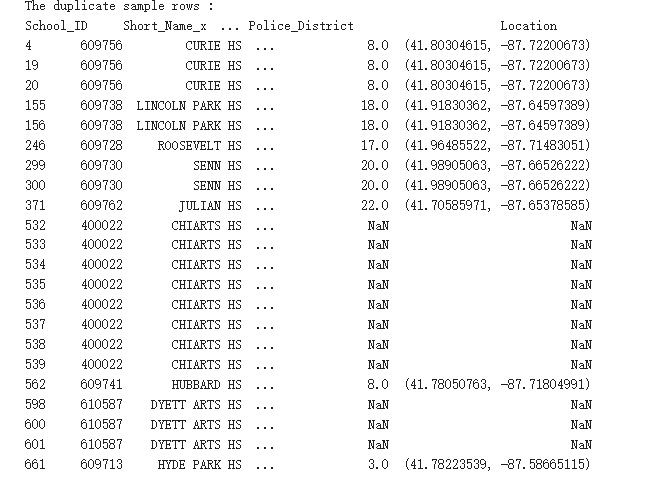 The duplicate sample rows :
School_ID Short_Name_x ... Police_District Location
4 609756 CURIE HS ... 8.0 (41.80304615, -87.72200673)
19 609756 CURIE HS ... 8.0 (41.80304615, -87.72200673)
20 609756 CURIE HS ... 8.0 (41.80304615, -87.72200673)
155 609738 LINCOLN PARK HS ... 18.0 (41.91830362, -87.64597389)
156 609738 LINCOLN PARK HS ... 18.0 (41.91830362, -87.64597389)
246 609728 ROOSEVELT HS ... 17.0 (41.96485522, -87.71483051)
299 609730 SENN HS ... 20.0 (41.98905063, -87.66526222)
300 609730 SENN HS ... 20.0 (41.98905063, -87.66526222)
371 609762 JULIAN HS ... 22.0 (41.70585971, -87.65378585)
532 400022 CHIARTS HS ... NaN NaN
533 400022 CHIARTS HS ... NaN NaN
534 400022 CHIARTS HS ... NaN NaN
535 400022 CHIARTS HS ... NaN NaN
536 400022 CHIARTS HS ... NaN NaN
537 400022 CHIARTS HS ... NaN NaN
538 400022 CHIARTS HS ... NaN NaN
539 400022 CHIARTS HS ... NaN NaN
562 609741 HUBBARD HS ... 8.0 (41.78050763, -87.71804991)
598 610587 DYETT ARTS HS ... NaN NaN
600 610587 DYETT ARTS HS ... NaN NaN
601 610587 DYETT ARTS HS ... NaN NaN
661 609713 HYDE PARK HS ... 3.0 (41.78223539, -87.58665115)